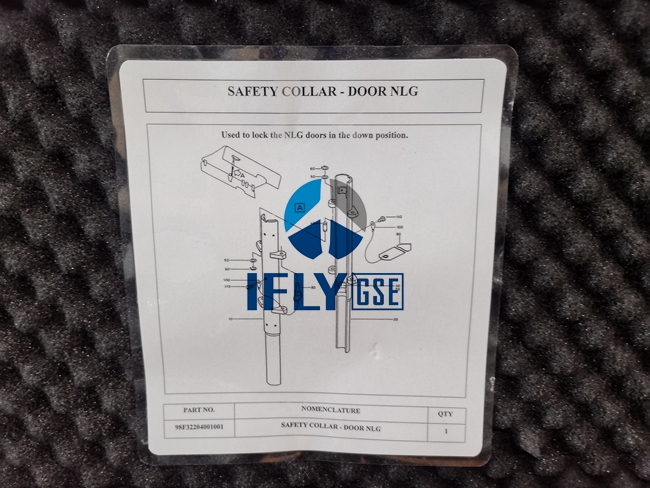 SAFETY COLLAR - DOOR NLG
Used to lock the NLG doors in the down position.
IFLY GSE
PART NO. NOMENCLATURE QTY
98F32204001001 SAFETY COLLAR - DOOR NLG 1